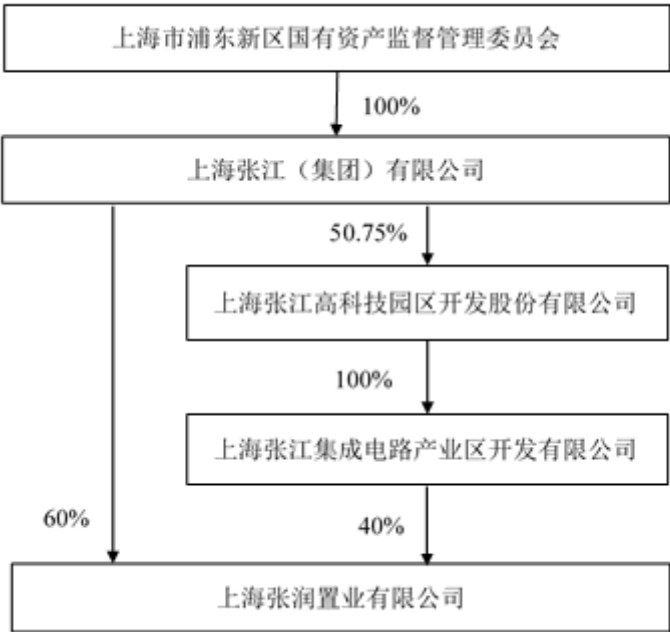 上海市浦东新区国有资产监督管理委员会
100%
上海张江（集团）有限公司
50.75%
上海张江高科技园区开发股份有限公司
100%
上海张江集成电路产业区开发有限公司
60%
40%
上海张润置业有限公司